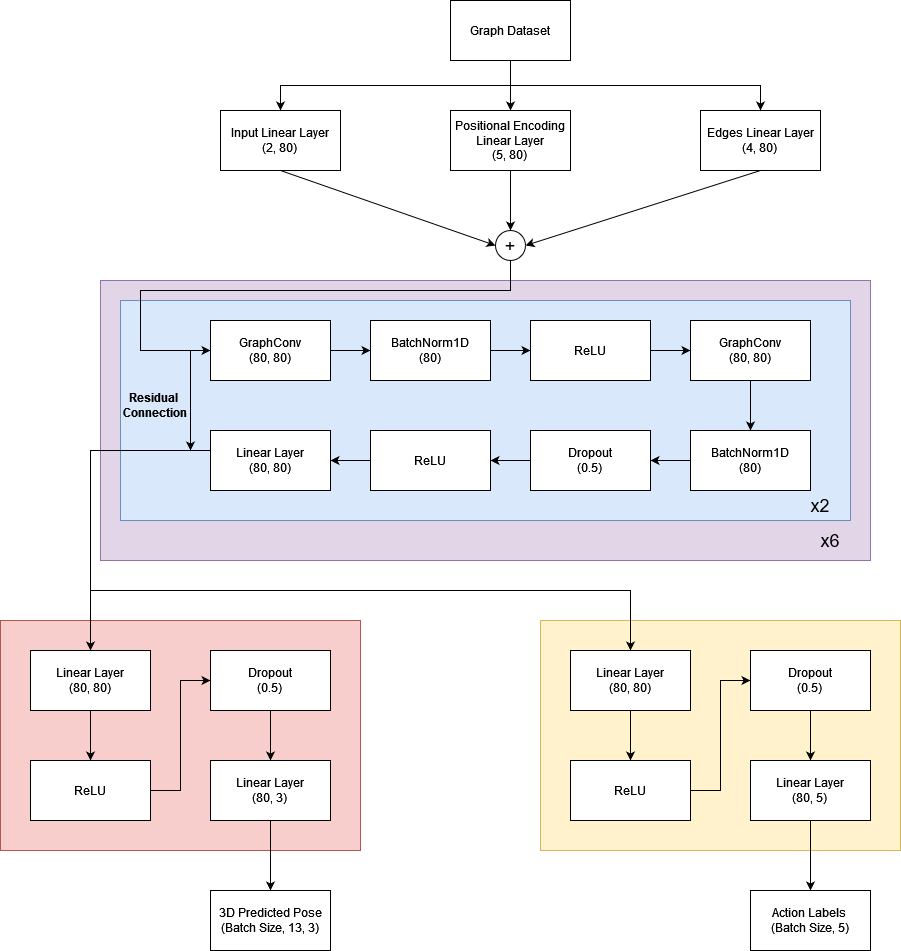 Graph Dataset
Input Linear Layer
(2, 80)
Positional Encoding
Linear Layer
(5, 80)
Edges Linear Layer
(4, 80)
+
GraphConv
(80, 80)
BatchNorm1D
(80)
ReLU
GraphConv
(80, 80)
Residual
Connection
Linear Layer
(80, 80)
ReLU
Dropout
(0.5)
BatchNorm1D
(80)
x2
x6
Linear Layer
(80, 80)
Dropout
(0.5)
ReLU
Linear Layer
(80, 3)
3D Predicted Pose
(Batch Size, 13, 3)
Linear Layer
(80, 80)
Dropout
(0.5)
ReLU
Linear Layer
(80, 5)
Action Labels
(Batch Size, 5)